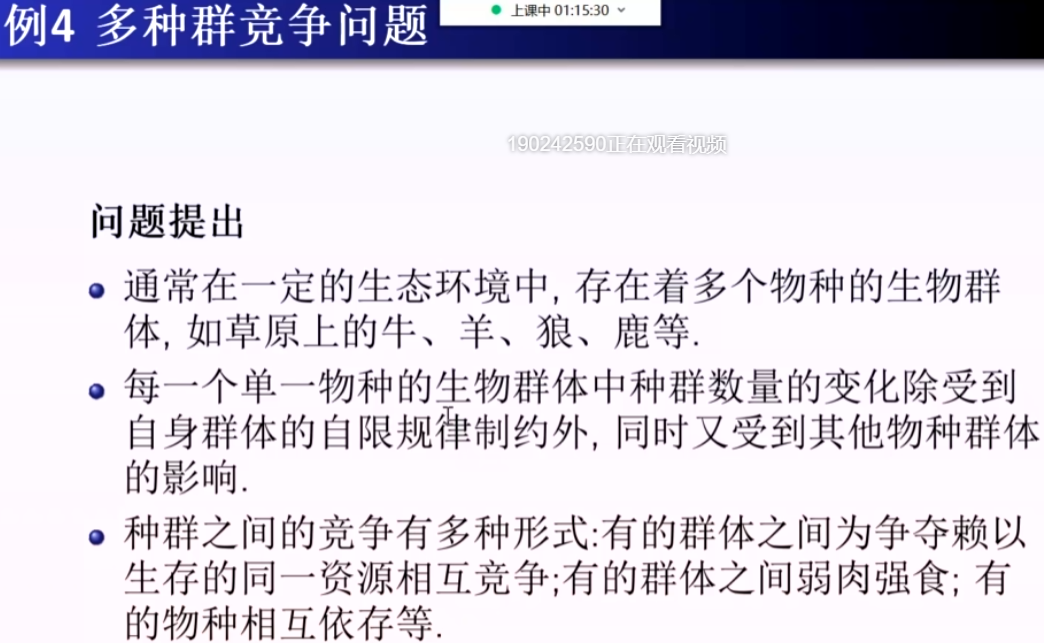 例4 多种群竞争问题
上课中 01:15:30
190242590正在观看视频
问题提出
通常在一定的生态环境中, 存在着多个物种的生物群
体, 如草原上的牛、羊、狼、鹿等.
每一个单一物种的生物群体中种群数量的变化除受到
自身群体的自限规律制约外, 同时又受到其他物种群体
的影响.
种群之间的竞争有多种形式:有的群体之间为争夺赖以
生存的同一资源相互竞争;有的群体之间弱肉强食; 有
的物种相互依存等.